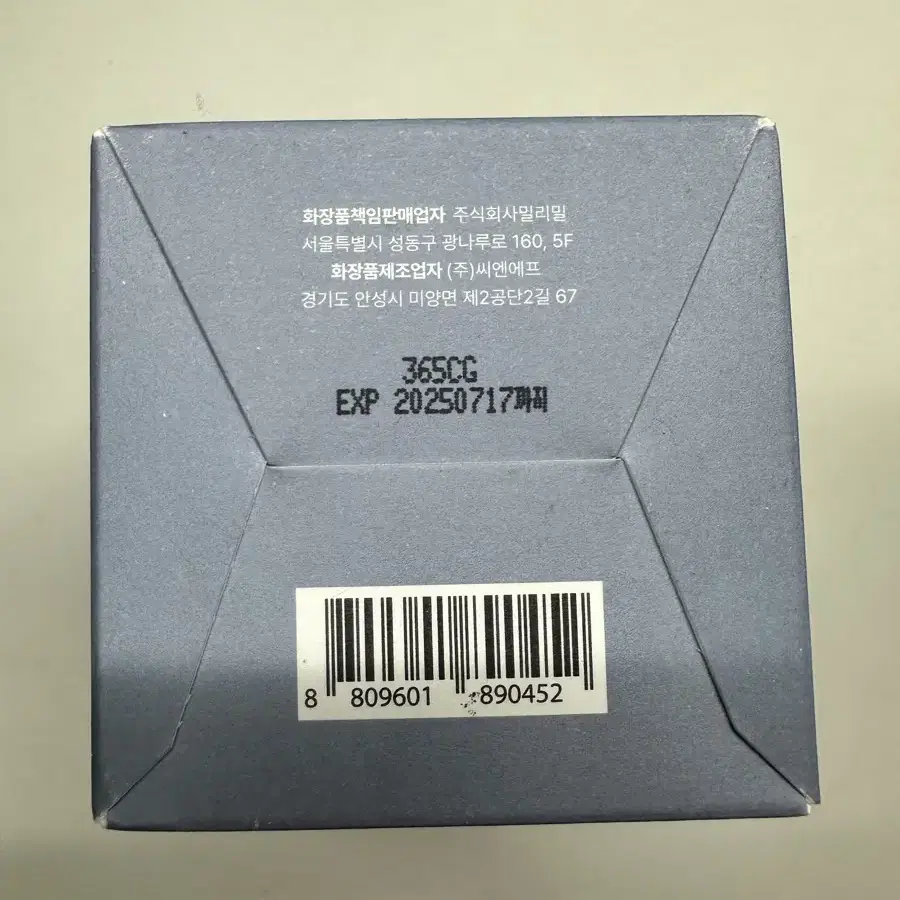 화장품책임판매업자 주식회사밀리밀
서울특별시 성동구 광나루로 160, 5F
화장품제조업자 (주)씨엔에프
경기도 안성시 미양면 제2공단2길 67
365CG
EXP 20250717까지
8 809601 890452